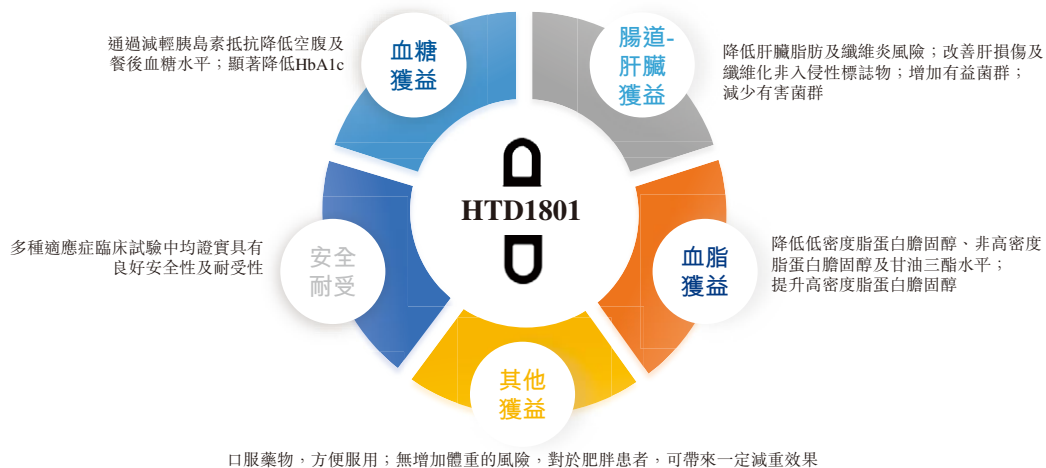 通過減輕胰島素抵抗降低空腹及
餐後血糖水平；顯著降低HbA1c
血糖
獲益
腸道-
肝臟
獲益
降低肝臟脂肪及纖維炎風險；改善肝損傷及
纖維化非入侵性標誌物；增加有益菌群；
減少有害菌群
HTD1801
多種適應症臨床試驗中均證實具有
良好安全性及耐受性
安全
耐受
血脂
獲益
降低低密度脂蛋白膽固醇、非高密度
脂蛋白膽固醇及甘油三酯水平；
提升高密度脂蛋白膽固醇
其他
獲益
口服藥物，方便服用；無增加體重的風險，對於肥胖患者，可帶來一定減重效果